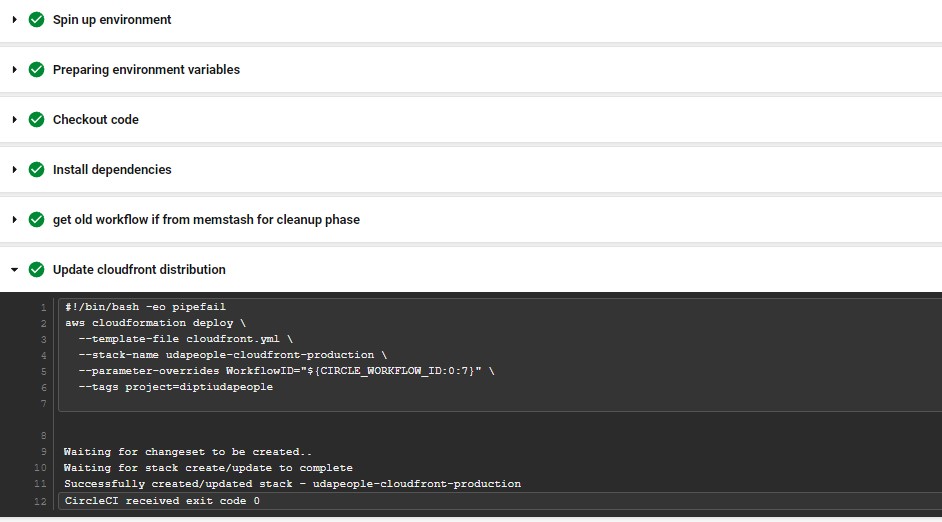 Spin up environment
Preparing environment variables
Checkout code
Install dependencies
get old workflow if from memstash for cleanup phase
Update cloudfront distribution
1 #!/bin/bash -eo pipefail
2 aws cloudformation deploy \
3 --template-file cloudfront.yml \
4 --stack-name udapeople-cloudfront-production \
5 --parameter-overrides WorkflowID="${CIRCLE_WORKFLOW_ID:0:7}" \
6 --tags project=diptiudapeople
7
8
9 Waiting for changeset to be created..
10 Waiting for stack create/update to complete
11 Successfully created/updated stack - udapeople-cloudfront-production
12 CircleCI received exit code 0